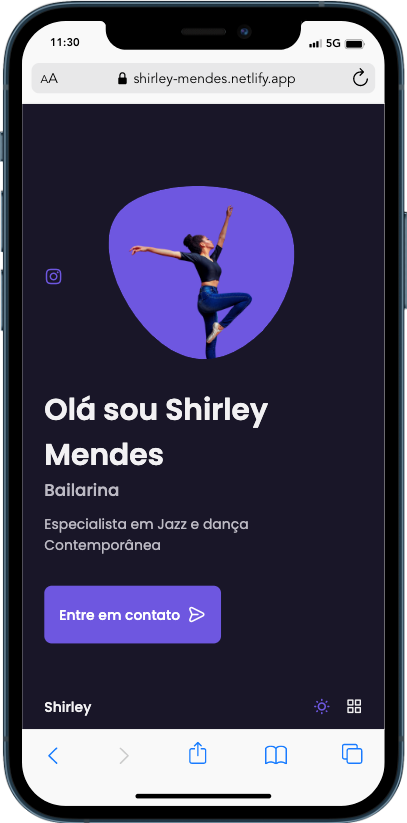 11:30
5G
AA
shirley-mendes.netlify.app
Olá sou Shirley
Mendes
Bailarina
Especialista em Jazz e dança
Contemporânea
Entre em contato
Shirley